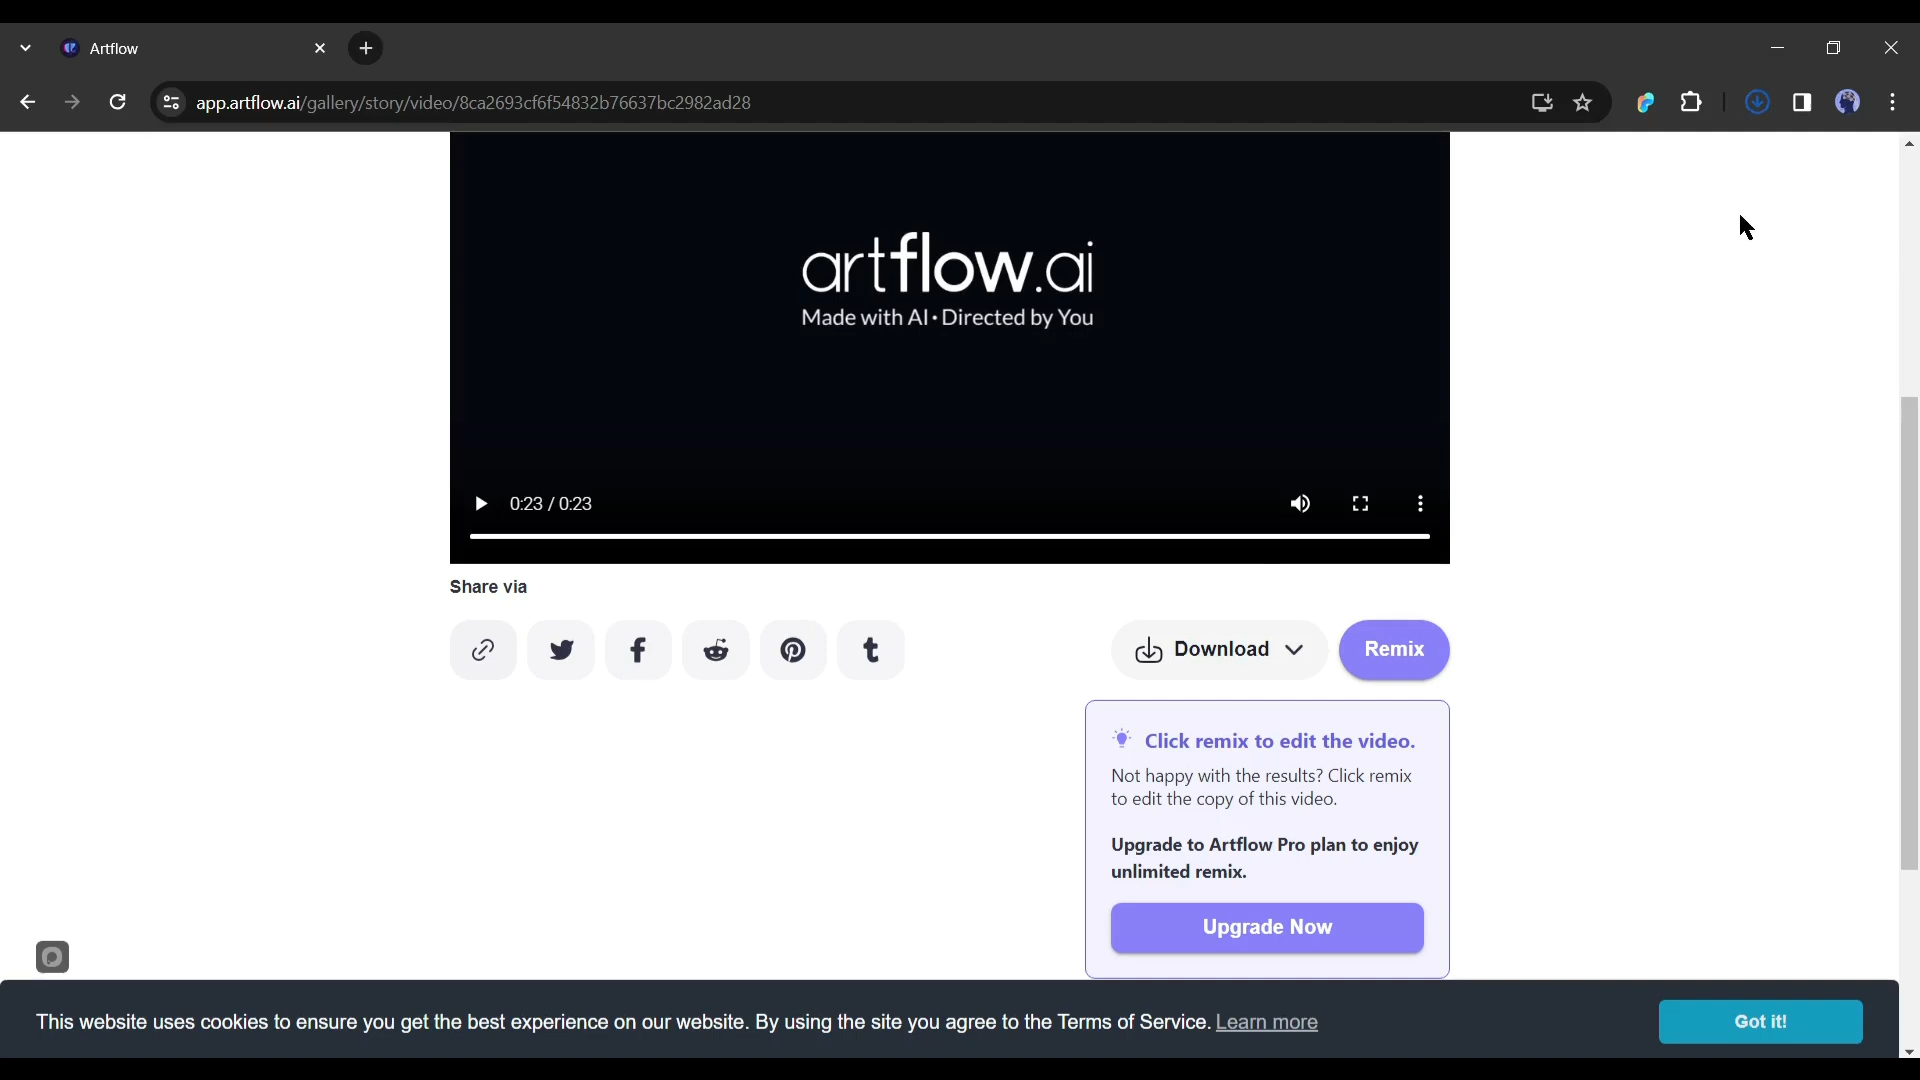 Artflow
app.artflow.ai/gallery/story/video/8ca2693cf6f54832b76637bc2982ad28
artflow.ai
Made with AI • Directed by You
0:23 / 0:23
Share via
Download
Remix
Click remix to edit the video.
Not happy with the results? Click remix
to edit the copy of this video.
Upgrade to Artflow Pro plan to enjoy
unlimited remix.
Upgrade Now
This website uses cookies to ensure you get the best experience on our website. By using the site you agree to the Terms of Service. Learn more
Got it!